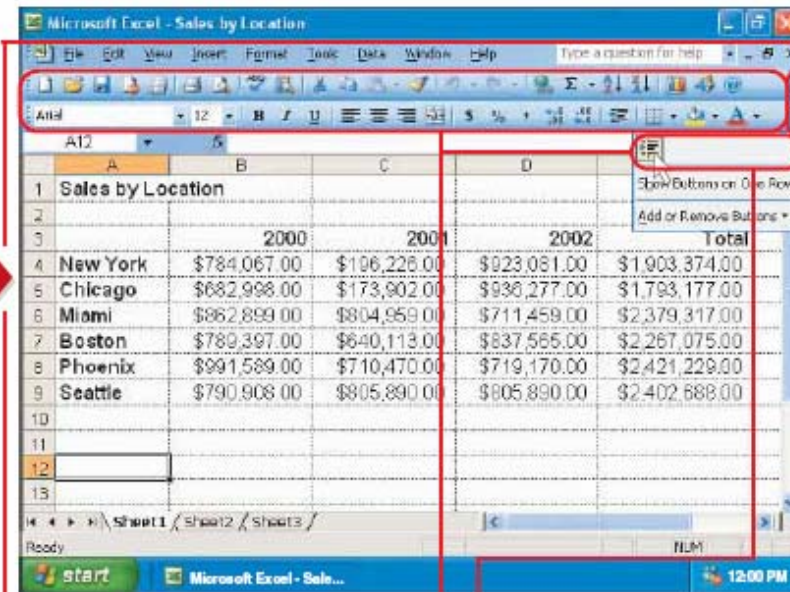 Microsoft Excel - Sales by Location
File Edit View Insert Format Tools Data Window Help Type a question for help
Arial 12 B I U $ % ,
A12 fx
A B C D
1 Sales by Location Show Buttons on One Row
2 Add or Remove Buttons
3 2000 2001 2002 Total
4 New York $784,067.00 $196,226.00 $923,081.00 $1,903,374.00
5 Chicago $682,998.00 $173,902.00 $936,277.00 $1,793,177.00
6 Miami $862,899.00 $804,959.00 $711,459.00 $2,379,317.00
7 Boston $789,397.00 $640,113.00 $837,565.00 $2,267,075.00
8 Phoenix $991,589.00 $710,470.00 $719,170.00 $2,421,229.00
9 Seattle $790,908.00 $805,890.00 $805,890.00 $2,402,688.00
10
11
12
13
Sheet1 Sheet2 Sheet3
Ready NUM
start Microsoft Excel - Sale... 12:00 PM